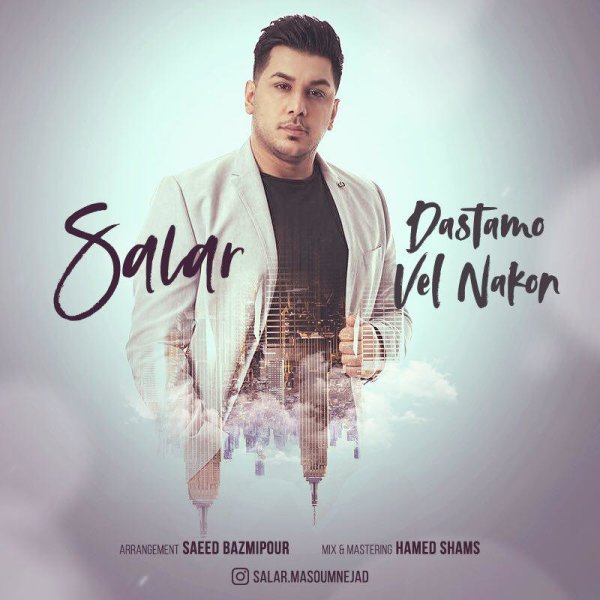 Salar
Dastamo
Vel Nakon
ARRANGEMENT SAEED BAZMIPOUR MIX & MASTERING HAMED SHAMS
SALAR.MASOUMNEJAD